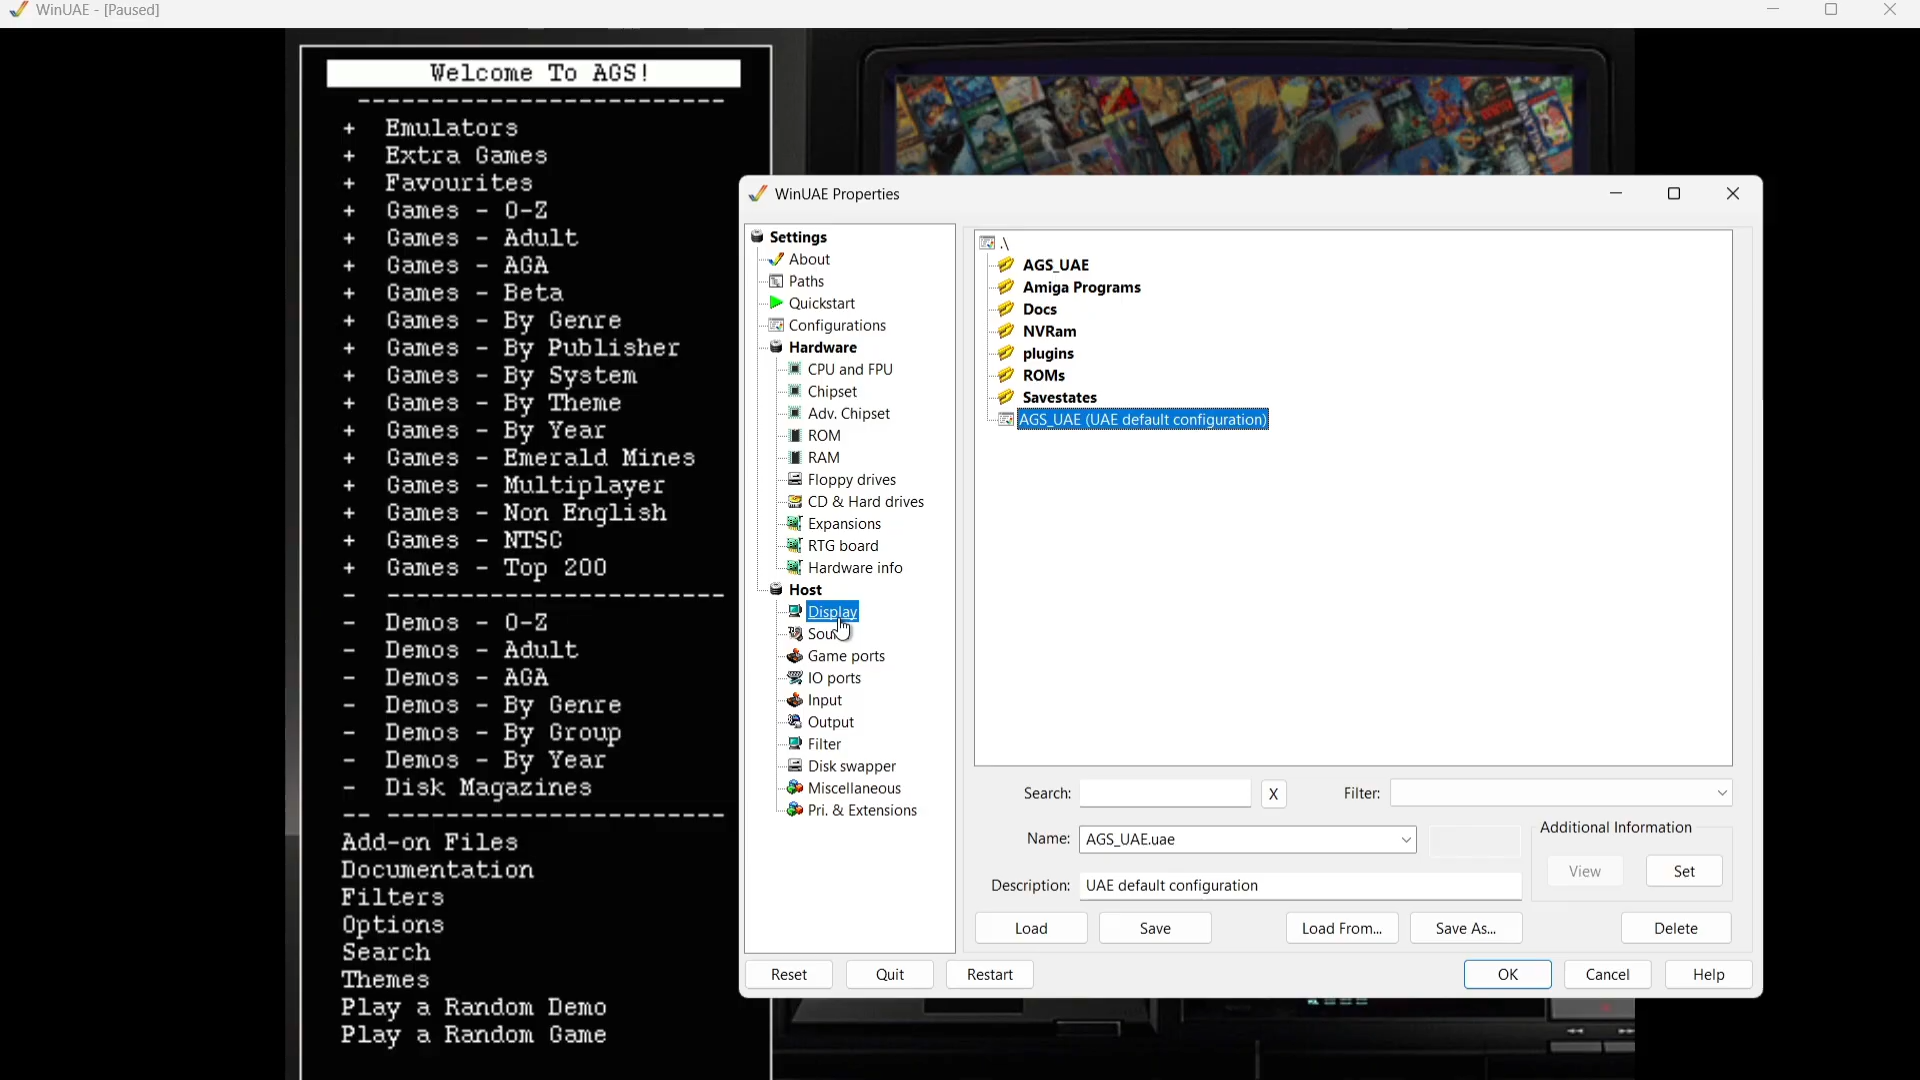 WinUAE - [Paused]
Welcome To AGS!
+ Emulators
+ Extra Games
+ Favourites
+ Games - 0-Z
+ Games - Adult
+ Games - AGA
+ Games - Beta
+ Games - By Genre
+ Games - By Publisher
+ Games - By System
+ Games - By Theme
+ Games - By Year
+ Games - Emerald Mines
+ Games - Multiplayer
+ Games - Non English
+ Games - NTSC
+ Games - Top 200
- Demos - 0-Z
- Demos - Adult
- Demos - AGA
- Demos - By Genre
- Demos - By Group
- Demos - By Year
- Disk Magazines
Add-on Files
Documentation
Filters
Options
Search
Themes
Play a Random Demo
Play a Random Game
WinUAE Properties
Settings
About
Paths
Quickstart
Configurations
Hardware
CPU and FPU
Chipset
Adv. Chipset
ROM
RAM
Floppy drives
CD & Hard drives
Expansions
RTG board
Hardware info
Host
Display
Game ports
IO ports
Input
Output
Filter
Disk swapper
Miscellaneous
Pri. & Extensions
.\
AGS_UAE
Amiga Programs
Docs
NVRam
plugins
ROMs
Savestates
AGS_UAE (UAE default configuration)
Search: X Filter:
Name: AGS_UAE.uae
Description: UAE default configuration
Additional Information
View Set
Load Save Load From... Save As... Delete
Reset Quit Restart OK Cancel Help